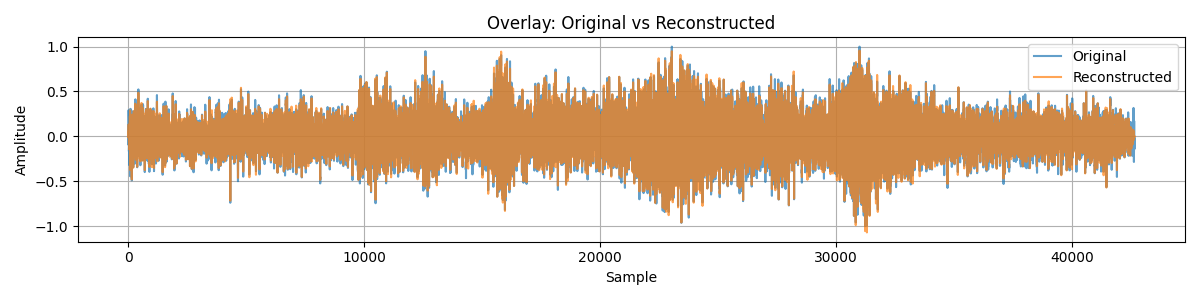 Overlay: Original vs Reconstructed
Original
Reconstructed
Amplitude
1.0
0.5
0.0
−0.5
−1.0
0
10000
20000
30000
40000
Sample